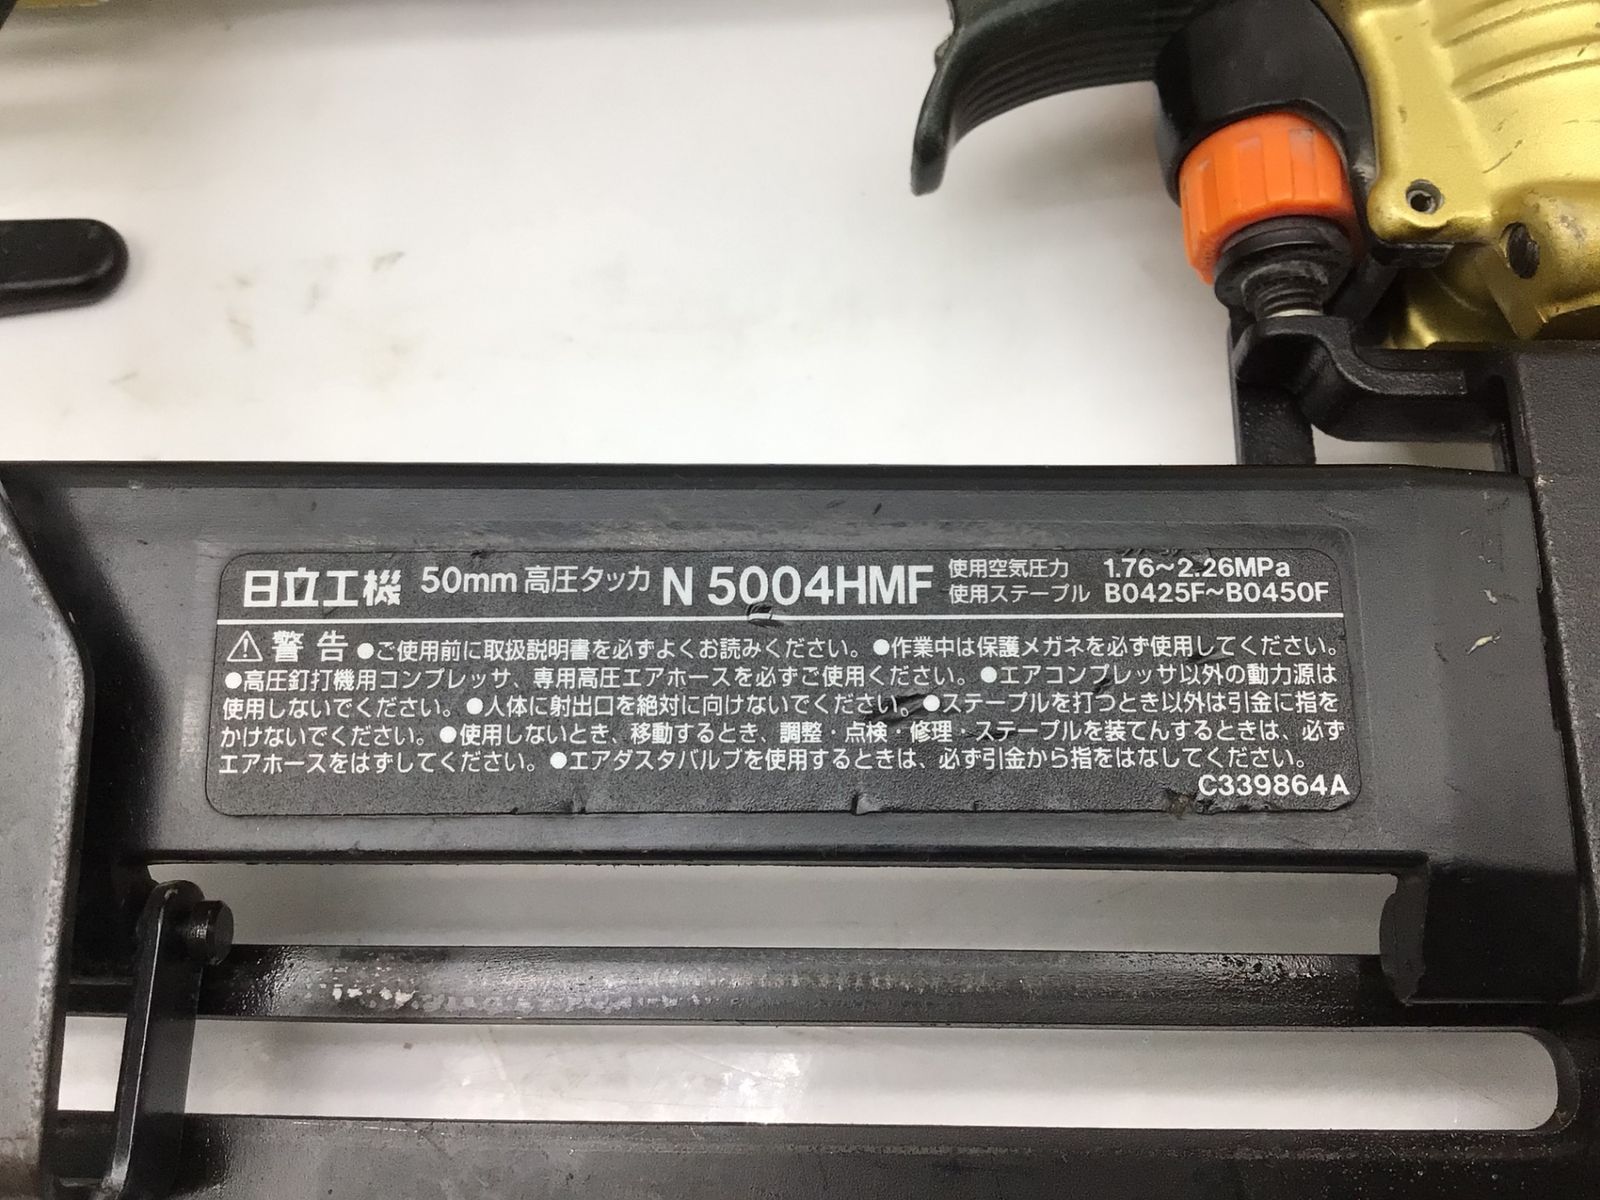 日立工機 50mm 高圧タッカ N 5004HMF 使用空気圧力 1.76〜2.26MPa
使用ステープル B0425F〜B0450F
⚠ 警告 ●ご使用前に取扱説明書を必ずよくお読みください。●作業中は保護メガネを必ず使用してください。
●高圧釘打機用コンプレッサ、専用高圧エアホースを必ずご使用ください。●エアコンプレッサ以外の動力源は
使用しないでください。●人体に射出口を絶対に向けないでください。●ステープルを打つとき以外は引金に指を
かけないでください。●使用しないとき、移動するとき、調整・点検・修理・ステープルを装てんするときは、必ず
エアホースをはずしてください。●エアダスタバルブを使用するときは、必ず引金から指をはなしてください。
C339864A